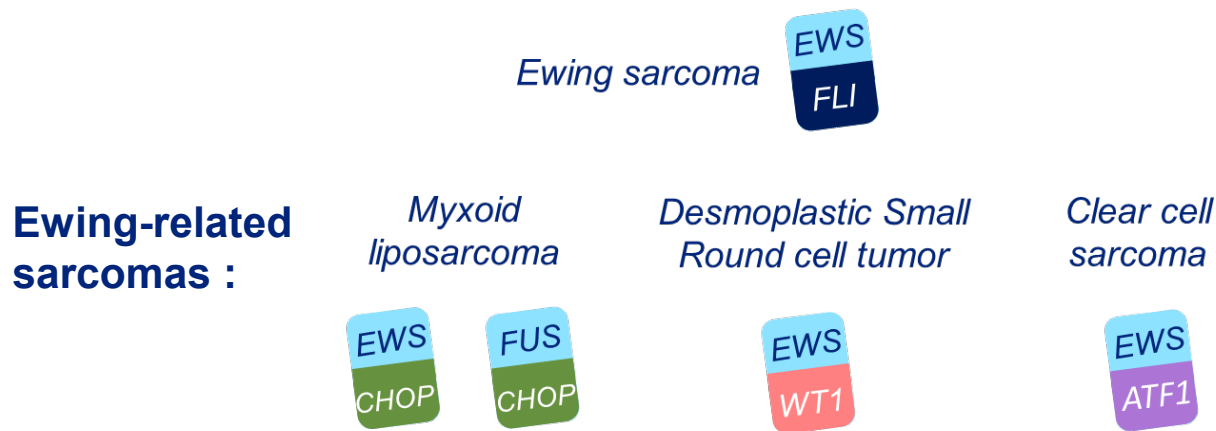 Ewing sarcoma
EWS
FLI
Ewing-related
sarcomas :
Myxoid
liposarcoma
EWS
CHOP
FUS
CHOP
Desmoplastic Small
Round cell tumor
EWS
WT1
Clear cell
sarcoma
EWS
ATF1